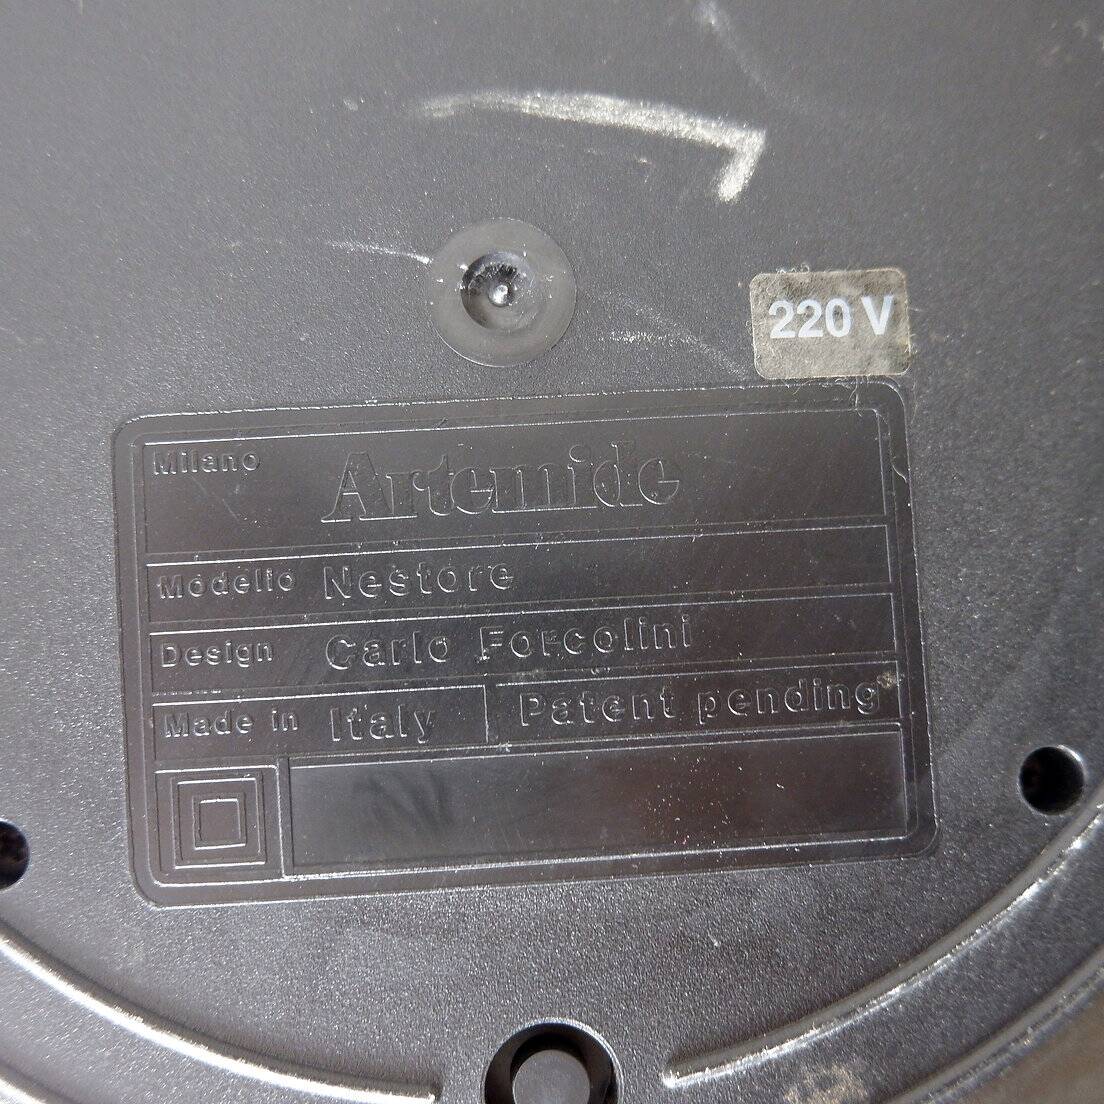 220 V
Milano Artemide
Modello Nestore
Design Carlo Forcolini
Made in Italy Patent pending